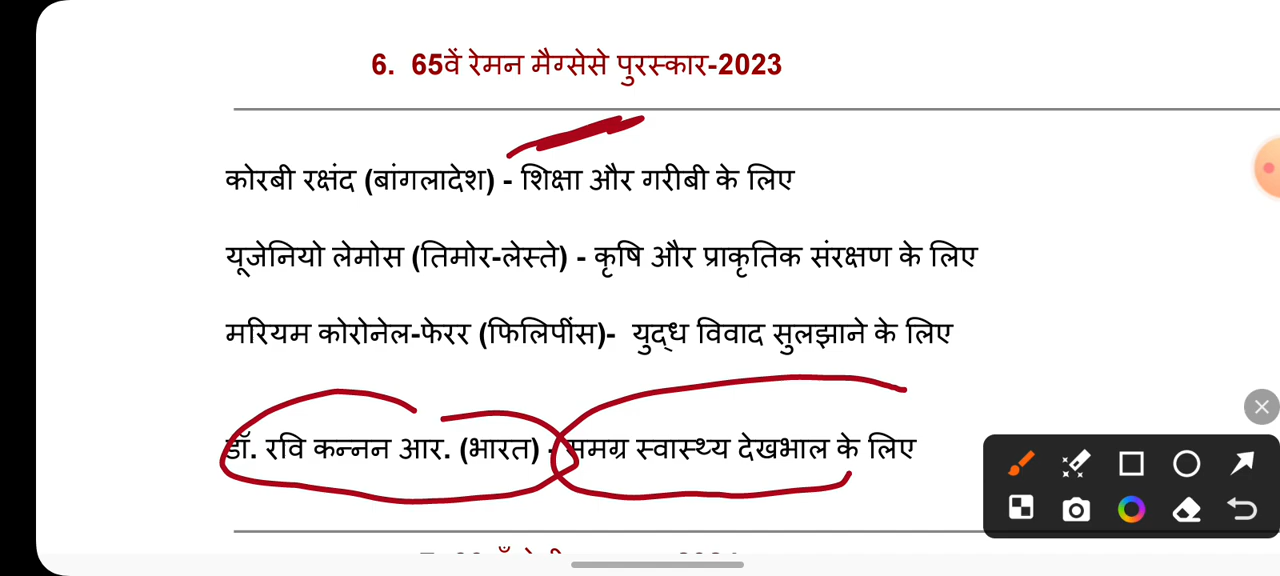 6. 65वें रेमन मैग्सेसे पुरस्कार-2023
कोरबी रक्षंद (बांगलादेश) - शिक्षा और गरीबी के लिए
यूजेनियो लेमोस (तिमोर-लेस्ते) - कृषि और प्राकृतिक संरक्षण के लिए
मरियम कोरोनेल-फेरर (फिलिपींस)- युद्ध विवाद सुलझाने के लिए
डॉ. रवि कन्नन आर. (भारत) - समग्र स्वास्थ्य देखभाल के लिए